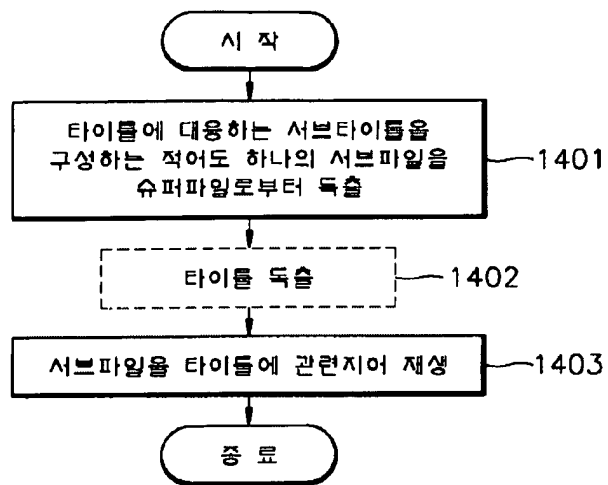 시 작
타이틀에 대응하는 서브타이틀을
구성하는 적어도 하나의 서브파일을
슈퍼파일로부터 독출
1401
타이틀 독출
1402
서브파일을 타이틀에 관련지어 재생
1403
종 료